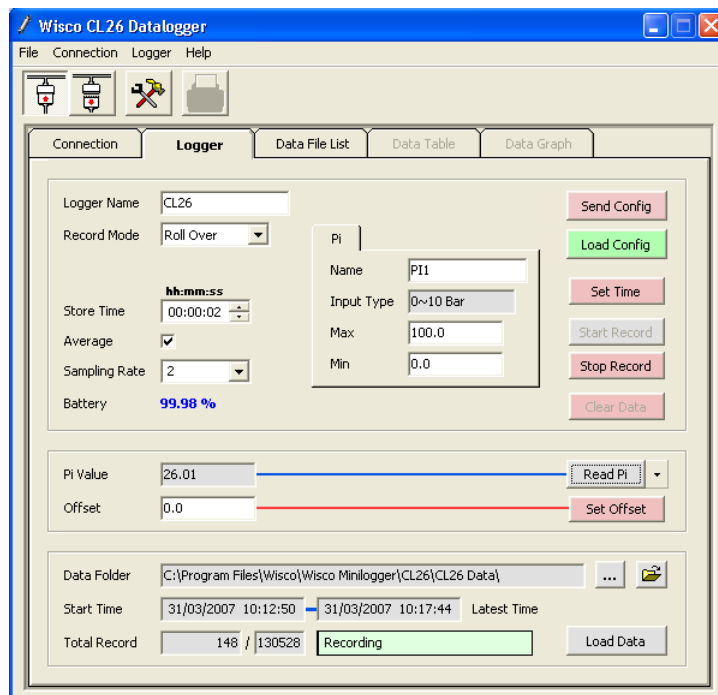 Wisco CL26 Datalogger
File Connection Logger Help
Connection Logger Data File List Data Table Data Graph
Logger Name CL26 Send Config
Record Mode Roll Over Pi Load Config
Name PI1
hh:mm:ss Set Time
Store Time 00:00:02 Input Type 0~10 Bar
Average Max 100.0 Start Record
Sampling Rate 2 Min 0.0 Stop Record
Battery 99.98 % Clear Data
Pi Value 26.01 Read Pi
Offset 0.0 Set Offset
Data Folder C:\Program Files\Wisco\Wisco Minilogger\CL26\CL26 Data\ ...
Start Time 31/03/2007 10:12:50 31/03/2007 10:17:44 Latest Time
Total Record 148 / 130528 Recording Load Data